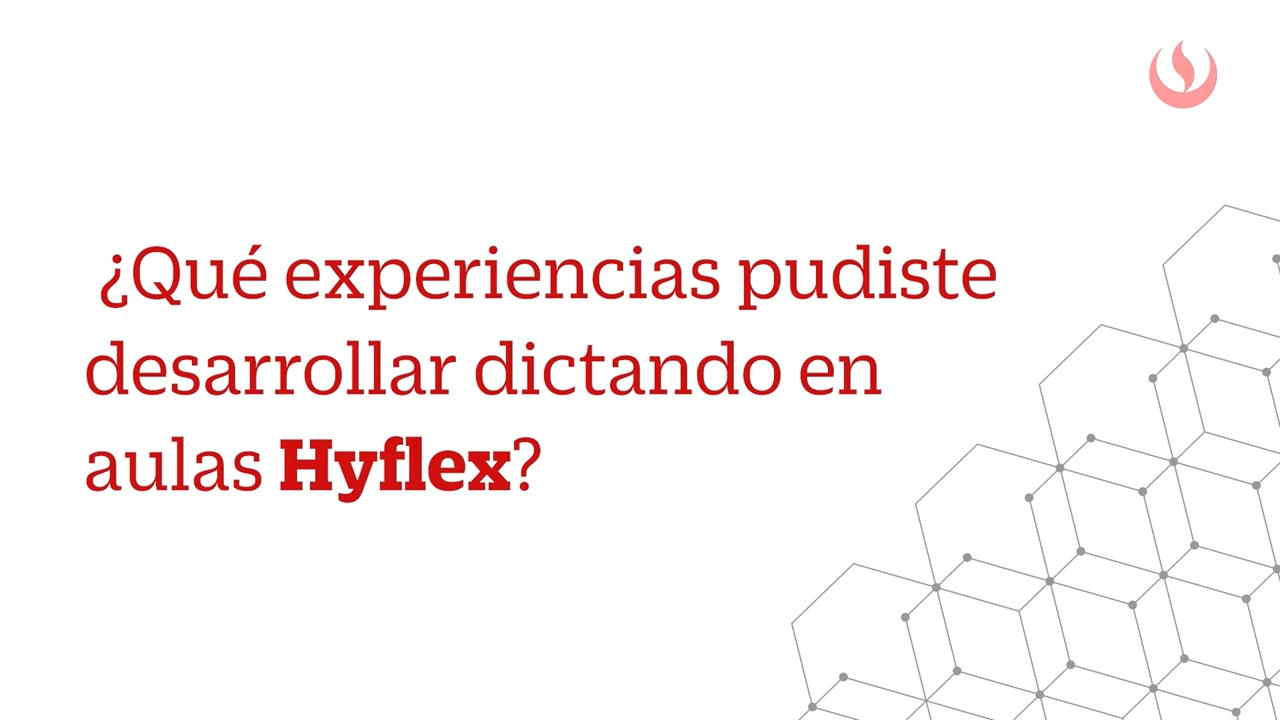 ¿Qué experiencias pudiste
desarrollar dictando en
aulas Hyflex?